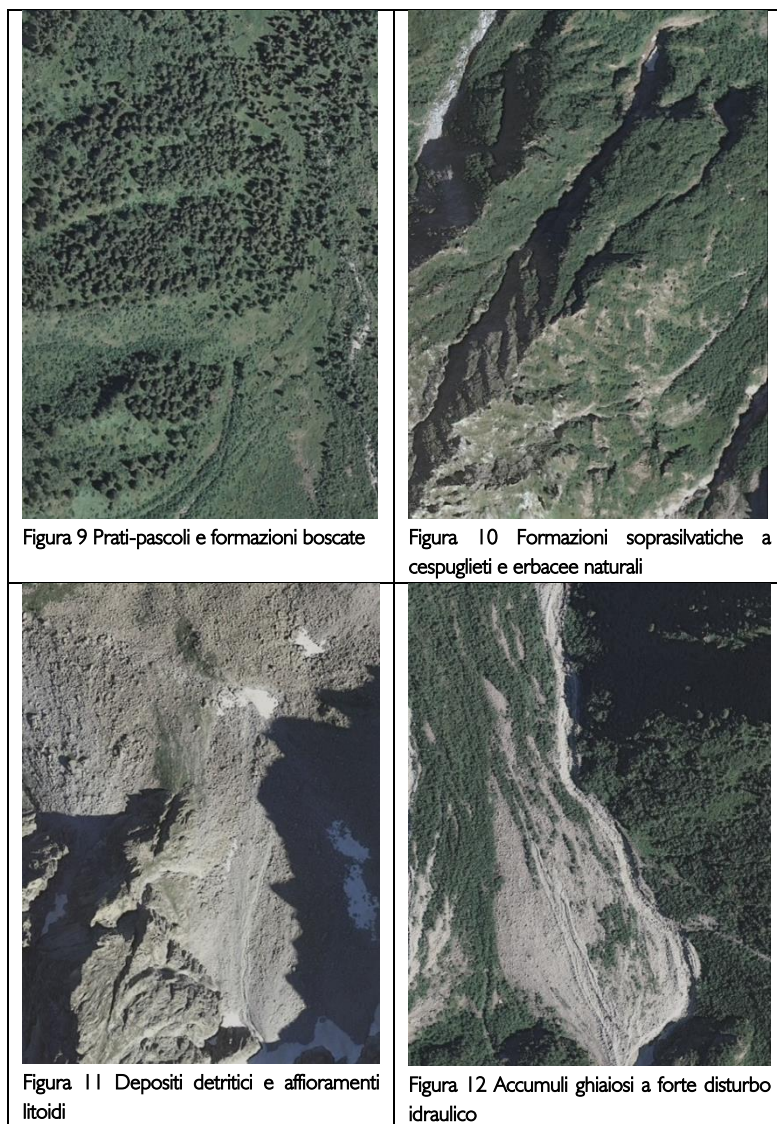 Figura 9 Prati-pascoli e formazioni boscate
Figura 10 Formazioni soprasilvatiche a
cespuglieti e erbacee naturali
Figura 11 Depositi detritici e affioramenti
litoidi
Figura 12 Accumuli ghiaiosi a forte disturbo
idraulico